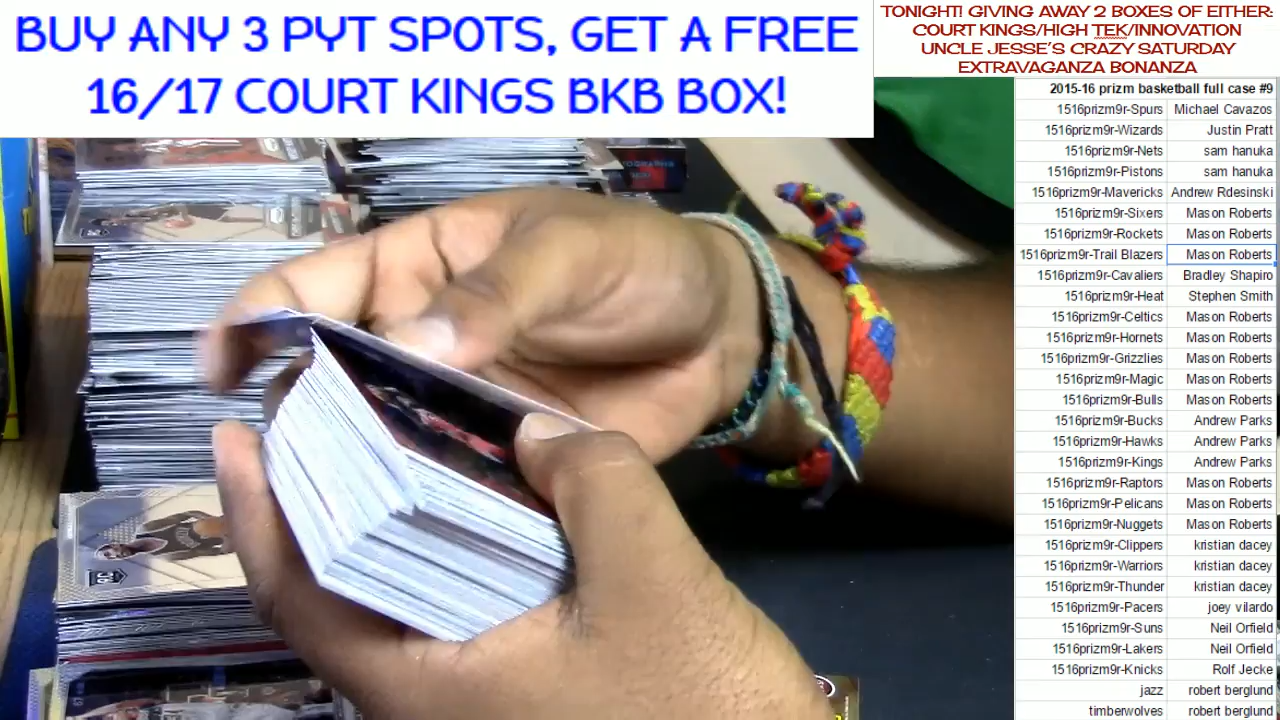 BUY ANY 3 PYT SPOTS, GET A FREE
16/17 COURT KINGS BKB BOX!
TONIGHT! GIVING AWAY 2 BOXES OF EITHER:
COURT KINGS/HIGH TEK/INNOVATION
UNCLE JESSE'S CRAZY SATURDAY
EXTRAVAGANZA BONANZA
2015-16 prizm basketball full case #9
1516prizm9r-Spurs Michael Cavazos
1516prizm9r-Wizards Justin Pratt
1516prizm9r-Nets sam hanuka
1516prizm9r-Pistons sam hanuka
1516prizm9r-Mavericks Andrew Rdesinski
1516prizm9r-Sixers Mason Roberts
1516prizm9r-Rockets Mason Roberts
1516prizm9r-Trail Blazers Mason Roberts
1516prizm9r-Cavaliers Bradley Shapiro
1516prizm9r-Heat Stephen Smith
1516prizm9r-Celtics Mason Roberts
1516prizm9r-Hornets Mason Roberts
1516prizm9r-Grizzlies Mason Roberts
1516prizm9r-Magic Mason Roberts
1516prizm9r-Bulls Mason Roberts
1516prizm9r-Bucks Andrew Parks
1516prizm9r-Hawks Andrew Parks
1516prizm9r-Kings Andrew Parks
1516prizm9r-Raptors Mason Roberts
1516prizm9r-Pelicans Mason Roberts
1516prizm9r-Nuggets Mason Roberts
1516prizm9r-Clippers kristian dacey
1516prizm9r-Warriors kristian dacey
1516prizm9r-Thunder kristian dacey
1516prizm9r-Pacers joey vilardo
1516prizm9r-Suns Neil Orfield
1516prizm9r-Lakers Neil Orfield
1516prizm9r-Knicks Rolf Jecke
jazz robert berglund
timberwolves robert berglund